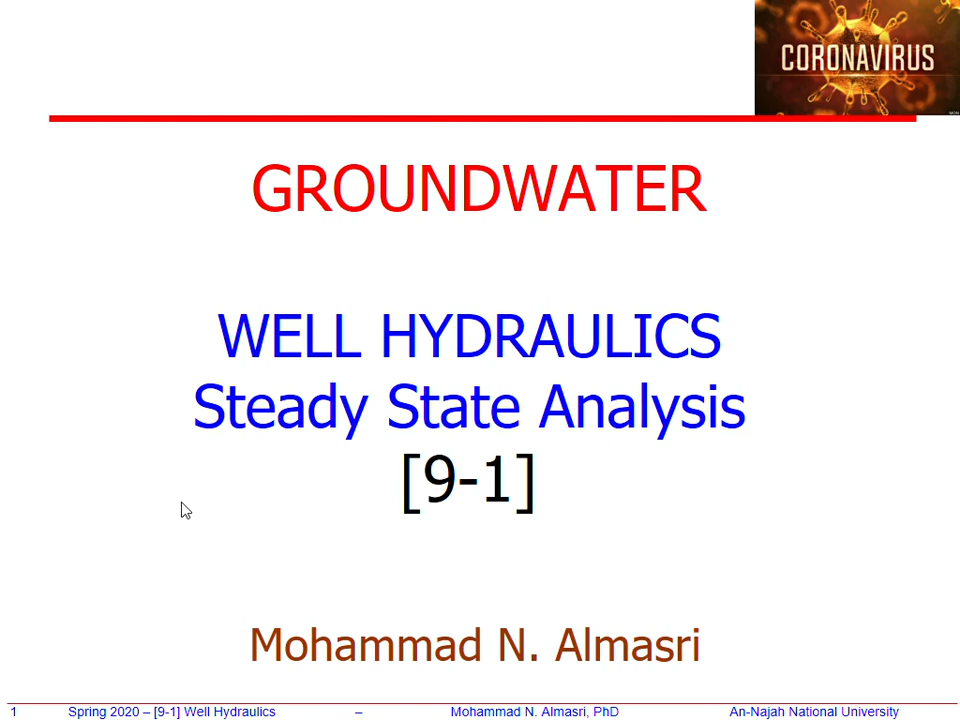 CORONAVIRUS
GROUNDWATER
WELL HYDRAULICS
Steady State Analysis
[9-1]
Mohammad N. Almasri
1 Spring 2020 – [9-1] Well Hydraulics – Mohammad N. Almasri, PhD An-Najah National University